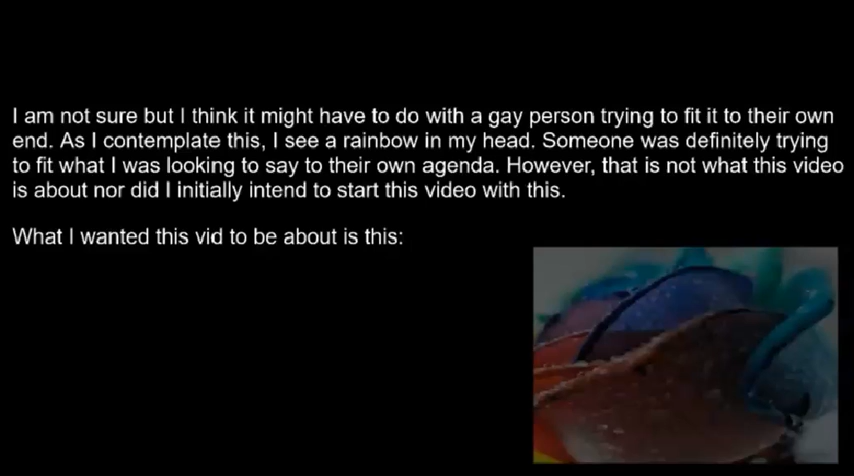 I am not sure but I think it might have to do with a gay person trying to fit it to their own
end. As I contemplate this, I see a rainbow in my head. Someone was definitely trying
to fit what I was looking to say to their own agenda. However, that is not what this video
is about nor did I initially intend to start this video with this.
What I wanted this vid to be about is this: